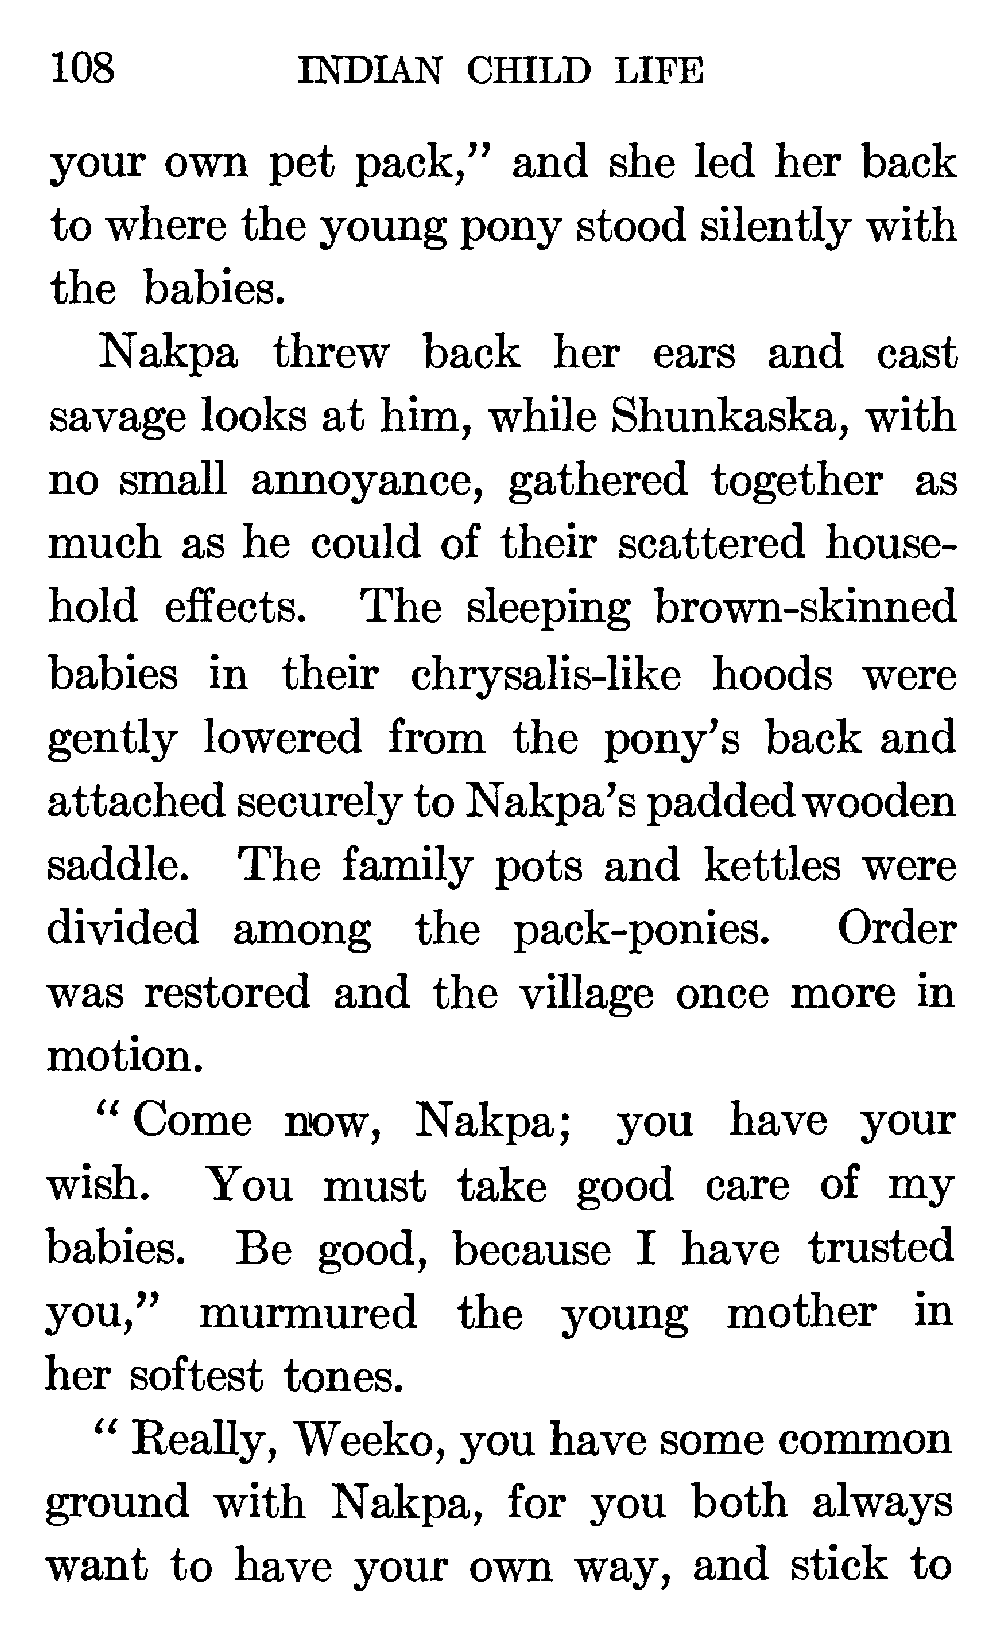 108 INDIAN CHILD LIFE
your own pet pack,” and she led her back
to where the young pony stood silently with
the babies.
Nakpa threw back her ears and cast
savage looks at him, while Shunkaska, with
no small annoyance, gathered together as
much as he could of their scattered house-
hold effects. The sleeping brown-skinned
babies in their chrysalis-like hoods were
gently lowered from the pony’s back and
attached securely to Nakpa’s padded wooden
saddle. The family pots and kettles were
divided among the pack-ponies. Order
was restored and the village once more in
motion.
“ Come now, Nakpa; you have your
wish. You must take good care of my
babies. Be good, because I have trusted
you,” murmured the young mother in
her softest tones.
“ Really, Weeko, you have some common
ground with Nakpa, for you both always
want to have your own way, and stick to